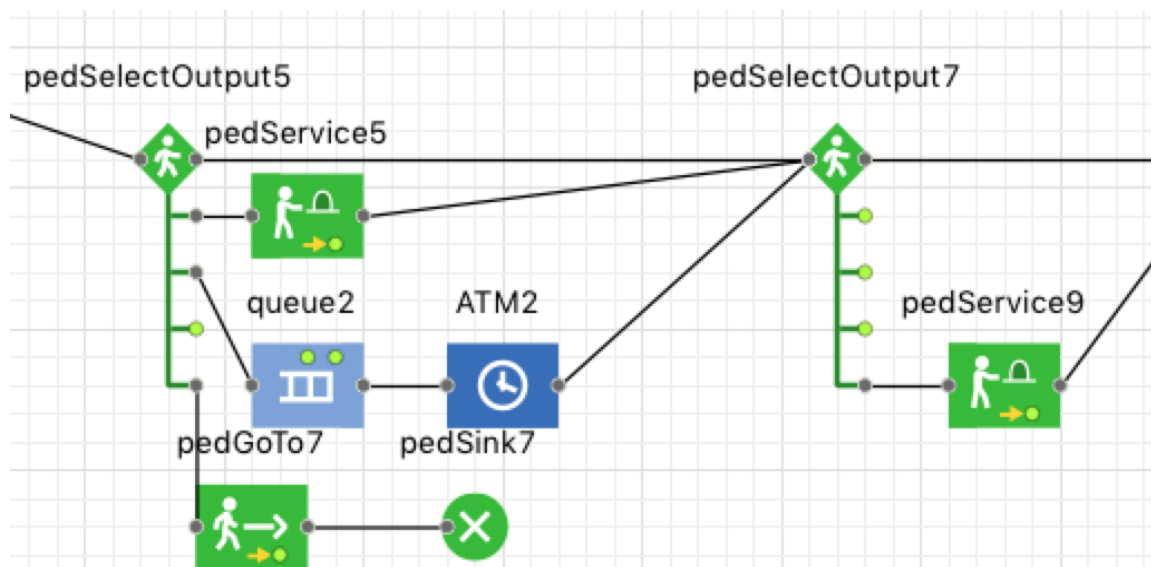 pedSelectOutput5
pedSelectOutput7
pedService5
queue2
ATM2
pedService9
pedGoTo7
pedSink7